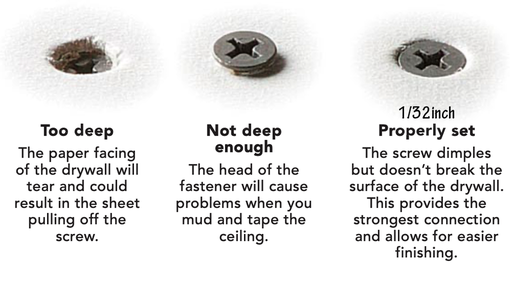 Too deep
The paper facing
of the drywall will
tear and could
result in the sheet
pulling off the
screw.
Not deep
enough
The head of the
fastener will cause
problems when you
mud and tape the
ceiling.
1/32inch
Properly set
The screw dimples
but doesn't break the
surface of the drywall.
This provides the
strongest connection
and allows for easier
finishing.